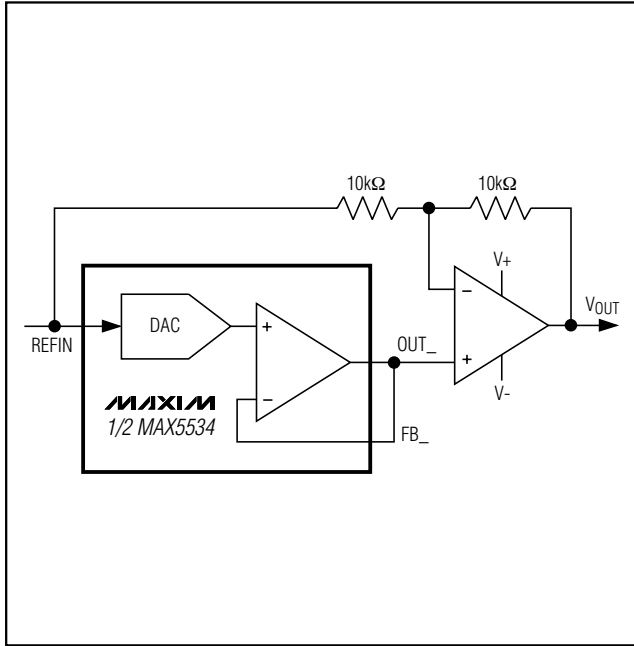 10kΩ 10kΩ
V+
DAC
+
−
−
+
OUT_
VOUT
REFIN
V-
MAXIM
1/2 MAX5534
FB_